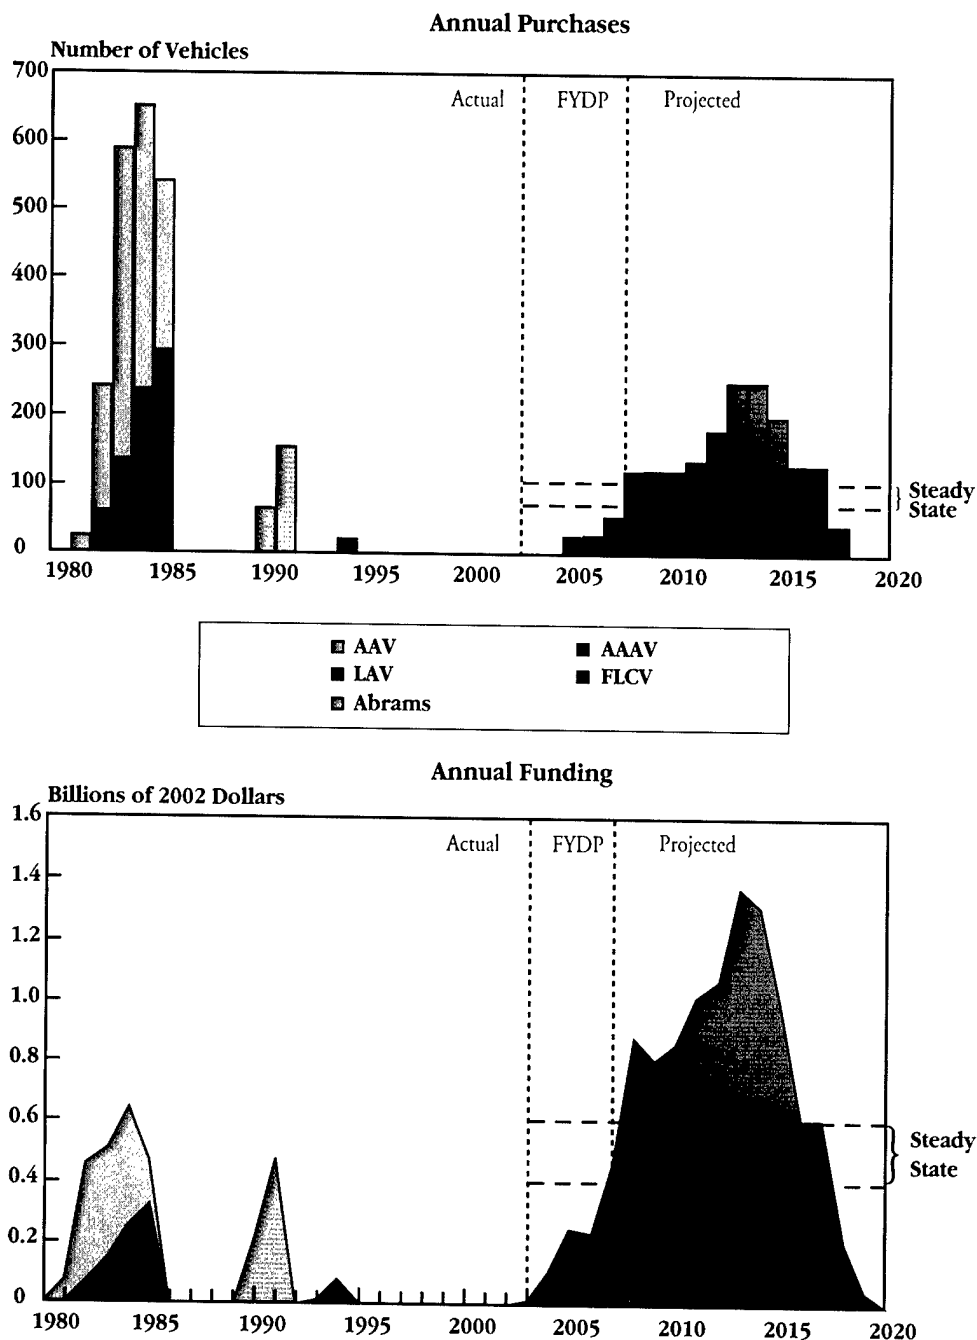 Annual Purchases
Number of Vehicles
700
600
500
400
300
200
100
0
Actual FYDP Projected
Steady
State
1980 1985 1990 1995 2000 2005 2010 2015 2020
AAV AAAV
LAV FLCV
Abrams
Annual Funding
Billions of 2002 Dollars
1.6
1.4
1.2
1.0
0.8
0.6
0.4
0.2
0
Actual FYDP Projected
Steady
State
1980 1985 1990 1995 2000 2005 2010 2015 2020